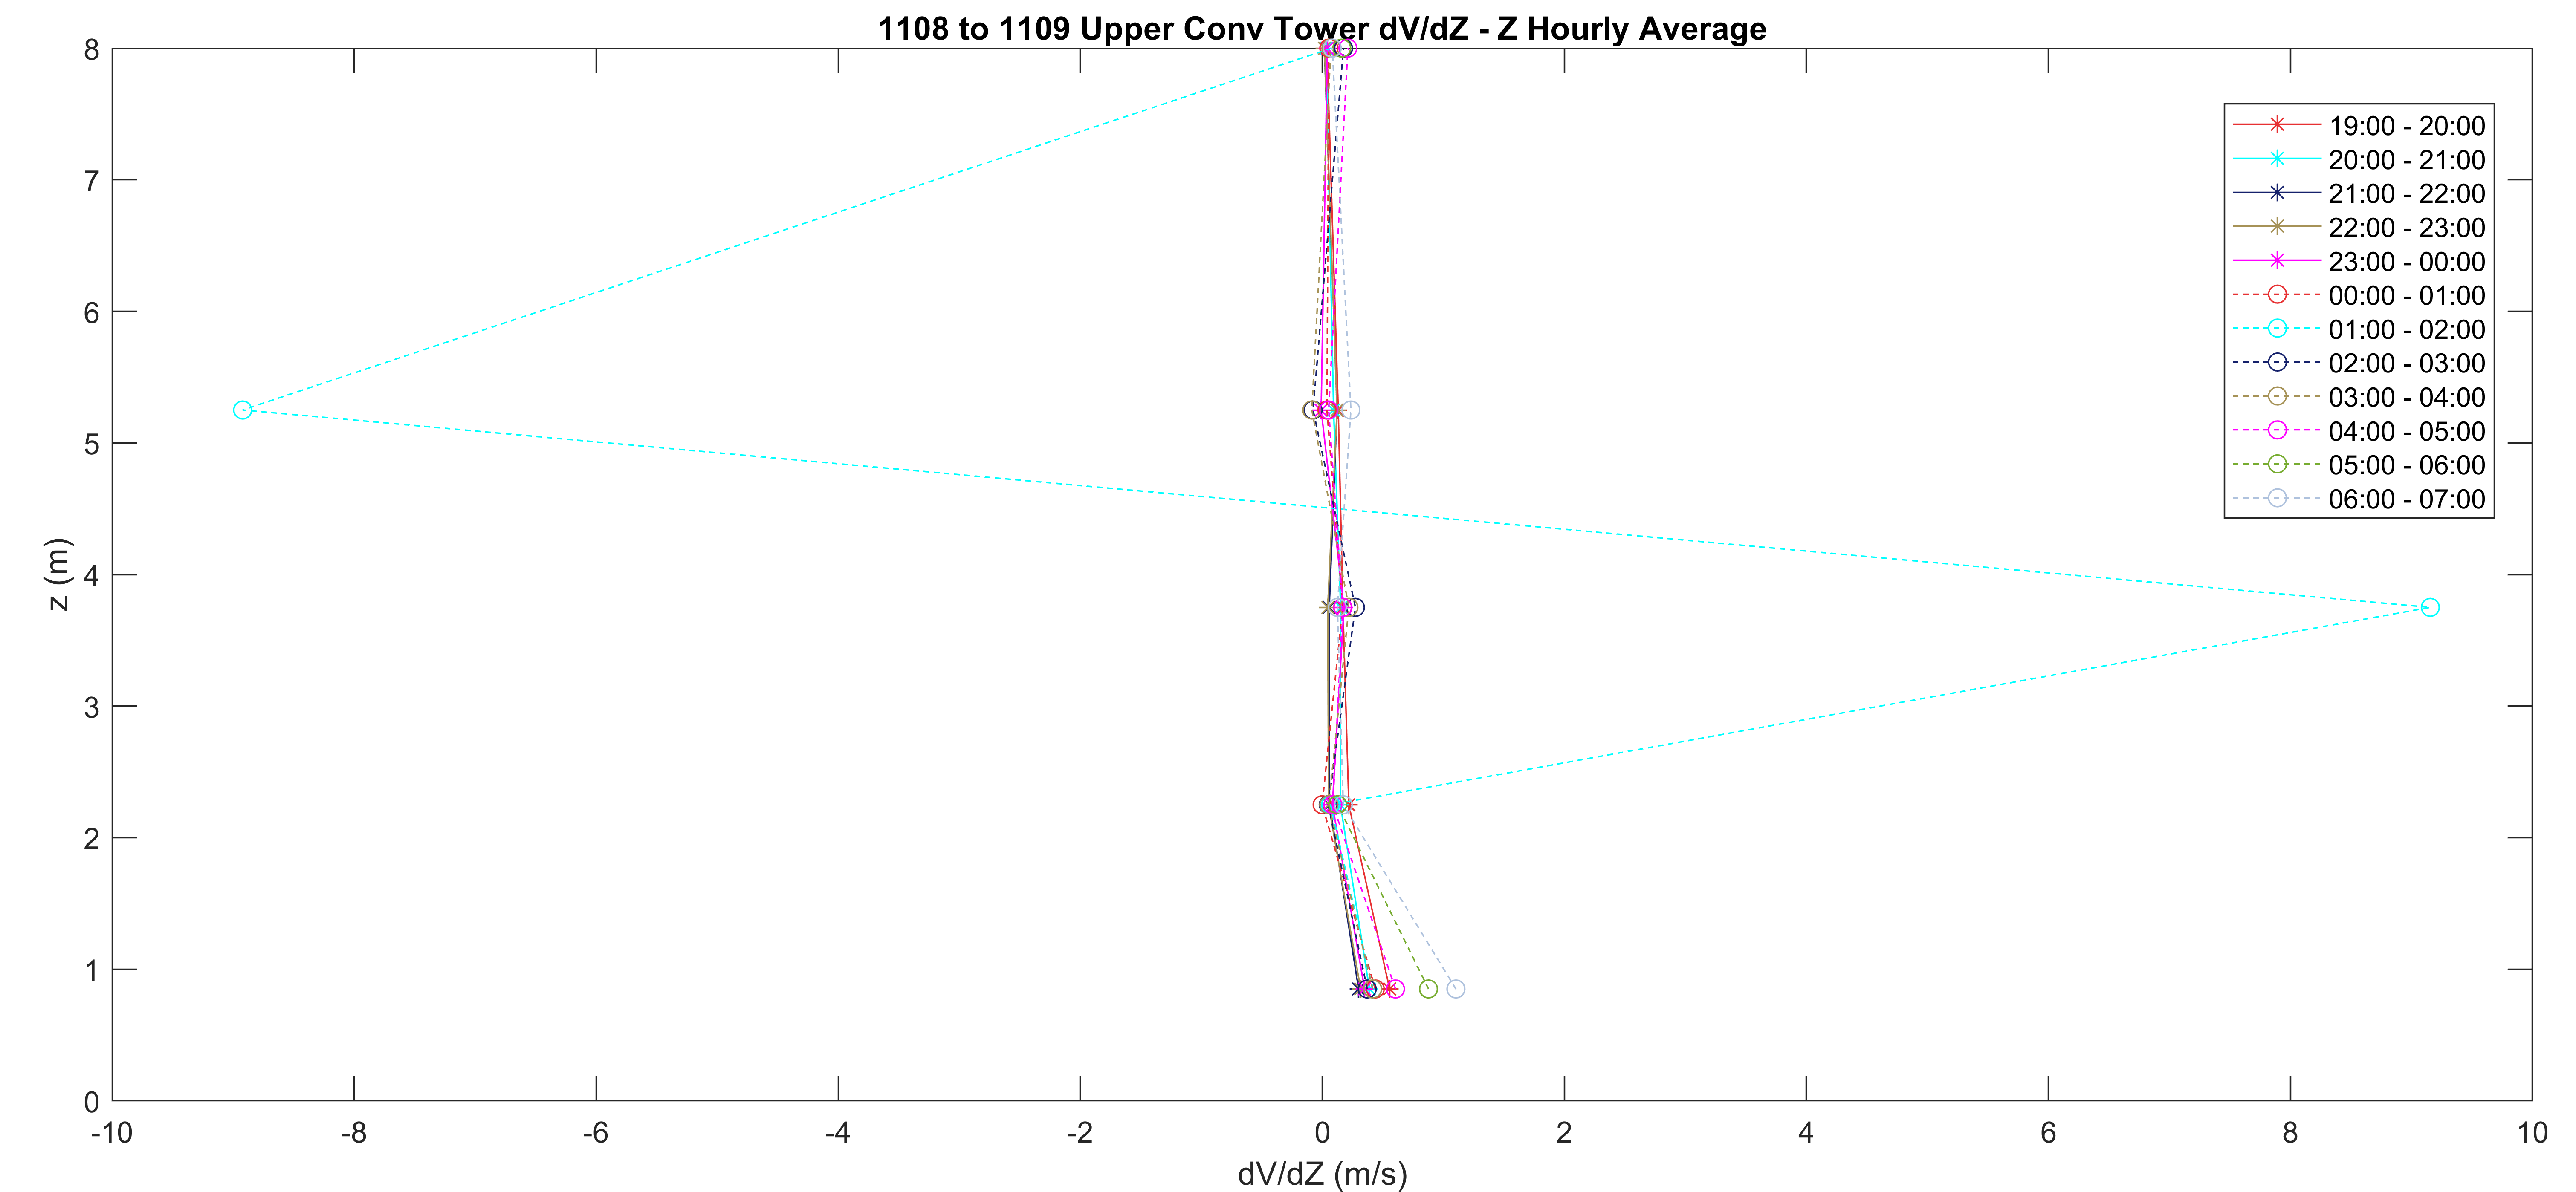 1108 to 1109 Upper Conv Tower dV/dZ - Z Hourly Average
8
7
6
5
4
3
2
1
0
z (m)
19:00 - 20:00
20:00 - 21:00
21:00 - 22:00
22:00 - 23:00
23:00 - 00:00
00:00 - 01:00
01:00 - 02:00
02:00 - 03:00
03:00 - 04:00
04:00 - 05:00
05:00 - 06:00
06:00 - 07:00
-10 -8 -6 -4 -2 0 2 4 6 8 10
dV/dZ (m/s)